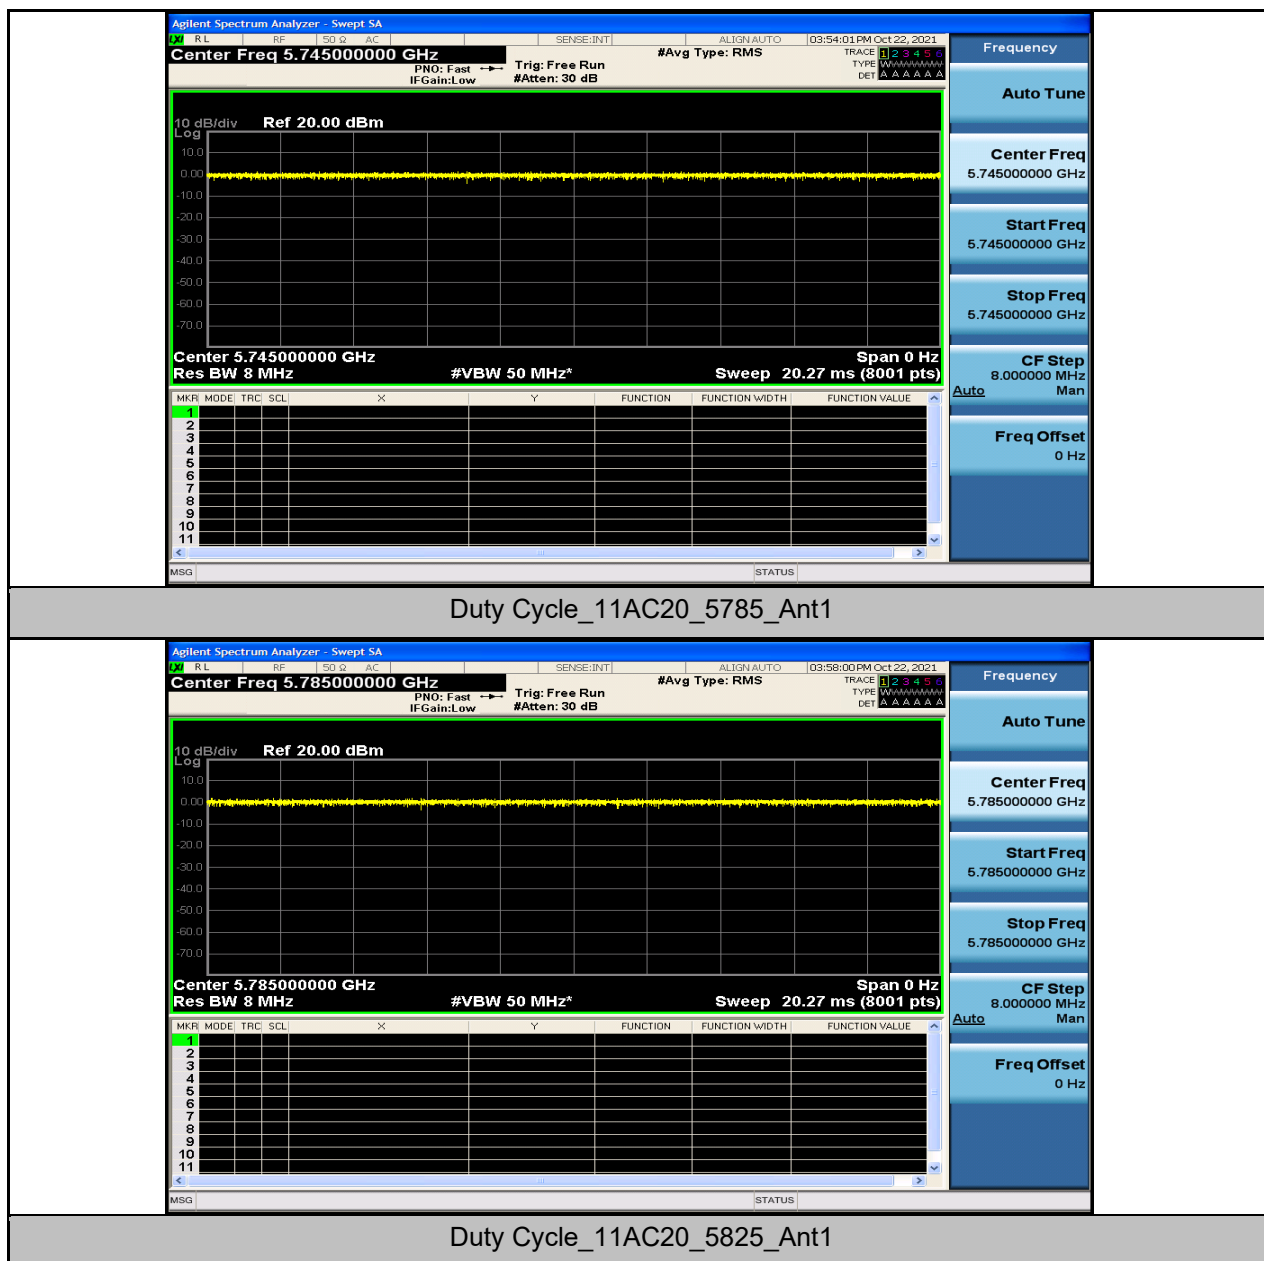 Agilent Spectrum Analyzer - Swept SA
LXI RL RF 50 Ω AC SENSE:INT ALIGN AUTO 03:54:01 PM Oct 22, 2021
Center Freq 5.745000000 GHz
PNO: Fast
IFGain:Low
Trig: Free Run
#Atten: 30 dB
#Avg Type: RMS
TRACE 1 2 3 4 5 6
TYPE
DET A A A A A A
10 dB/div Ref 20.00 dBm
Log
10.0
0.00
-10.0
-20.0
-30.0
-40.0
-50.0
-60.0
-70.0
Center 5.745000000 GHz Span 0 Hz
Res BW 8 MHz #VBW 50 MHz* Sweep 20.27 ms (8001 pts)
MKR MODE TRC SCL X Y FUNCTION FUNCTION WIDTH FUNCTION VALUE
1
2
3
4
5
6
7
8
9
10
11
MSG STATUS
Frequency
Auto Tune
Center Freq
5.745000000 GHz
Start Freq
5.745000000 GHz
Stop Freq
5.745000000 GHz
CF Step
8.000000 MHz
Auto Man
Freq Offset
0 Hz
Duty Cycle_11AC20_5785_Ant1
Agilent Spectrum Analyzer - Swept SA
LXI RL RF 50 Ω AC SENSE:INT ALIGN AUTO 03:58:00 PM Oct 22, 2021
Center Freq 5.785000000 GHz
PNO: Fast
IFGain:Low
Trig: Free Run
#Atten: 30 dB
#Avg Type: RMS
TRACE 1 2 3 4 5 6
TYPE
DET A A A A A A
10 dB/div Ref 20.00 dBm
Log
10.0
0.00
-10.0
-20.0
-30.0
-40.0
-50.0
-60.0
-70.0
Center 5.785000000 GHz Span 0 Hz
Res BW 8 MHz #VBW 50 MHz* Sweep 20.27 ms (8001 pts)
MKR MODE TRC SCL X Y FUNCTION FUNCTION WIDTH FUNCTION VALUE
1
2
3
4
5
6
7
8
9
10
11
MSG STATUS
Frequency
Auto Tune
Center Freq
5.785000000 GHz
Start Freq
5.785000000 GHz
Stop Freq
5.785000000 GHz
CF Step
8.000000 MHz
Auto Man
Freq Offset
0 Hz
Duty Cycle_11AC20_5825_Ant1